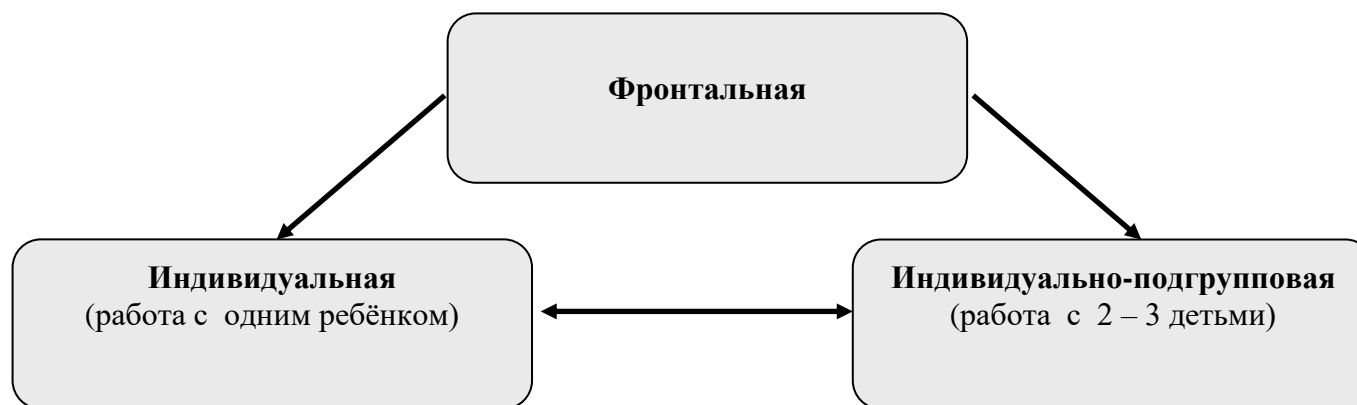 Фронтальная
Индивидуальная
(работа с одним ребёнком)
Индивидуально-подгрупповая
(работа с 2 – 3 детьми)